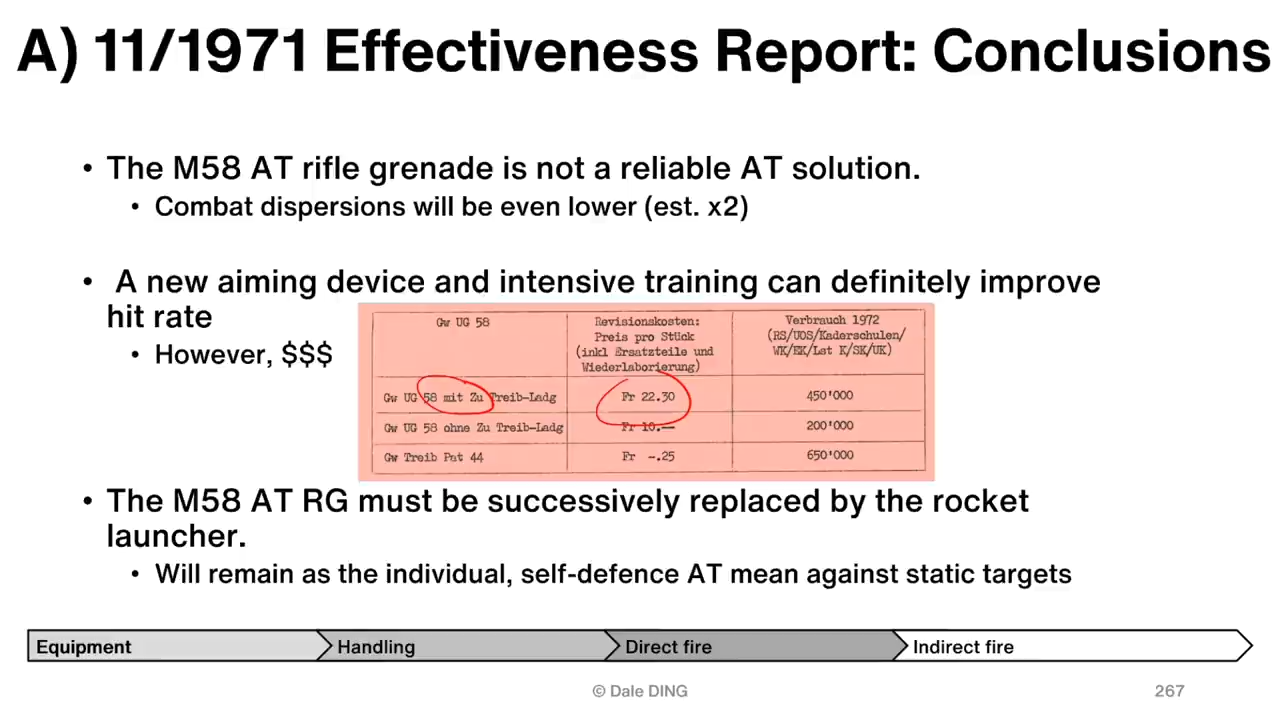 A) 11/1971 Effectiveness Report: Conclusions
• The M58 AT rifle grenade is not a reliable AT solution.
• Combat dispersions will be even lower (est. x2)
• A new aiming device and intensive training can definitely improve
hit rate
• However, $$$
Gw UG 58
Revisionskosten:
Preis pro Stück
(inkl Ersatzteile und
Wiederlaborierung)
Verbrauch 1972
(RS/UOS/Kaderschulen/
WK/EK/Lst K/SK/UK)
Gw UG 58 mit Zu Treib-Ladg Fr 22.30 450'000
Gw UG 58 ohne Zu Treib-Ladg Fr 10.— 200'000
Gw Treib Pat 44 Fr -.25 650'000
• The M58 AT RG must be successively replaced by the rocket
launcher.
• Will remain as the individual, self-defence AT mean against static targets
Equipment Handling Direct fire Indirect fire
© Dale DING 267